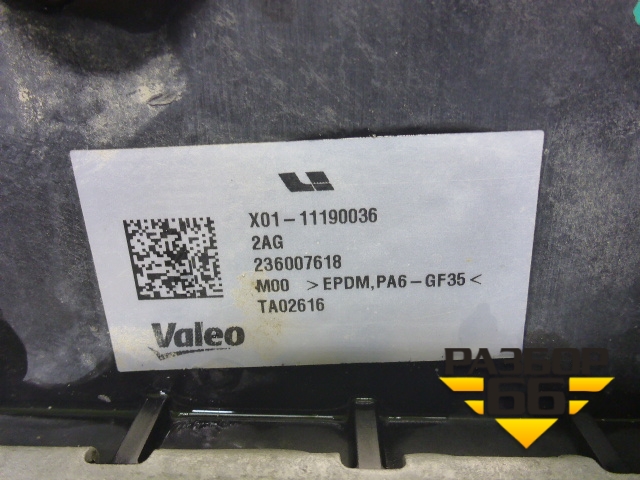 X01-11190036
2AG
236007618
M00 >EPDM,PA6-GF35<
TA02616
Valeo
РАЗБОР
66